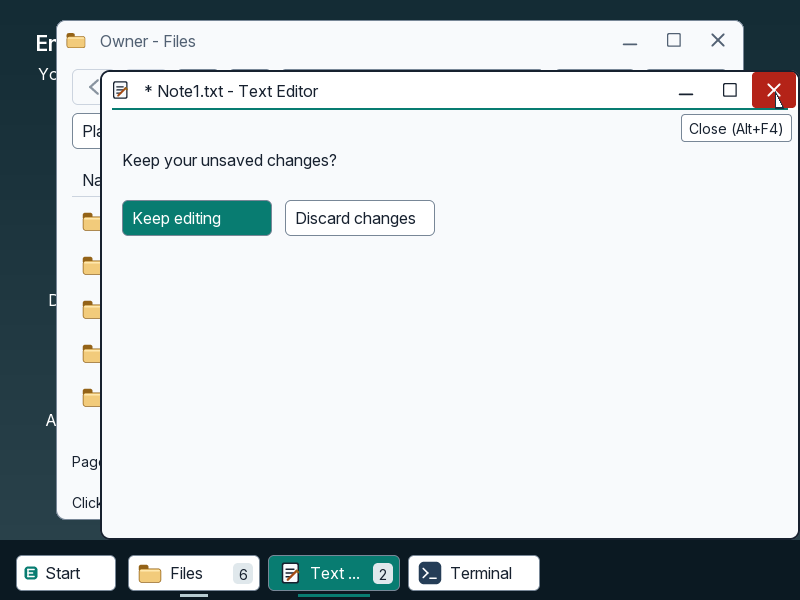 Owner - Files
* Note1.txt - Text Editor
Close (Alt+F4)
Keep your unsaved changes?
Keep editing
Discard changes
Start
Files
6
Text ...
2
Terminal